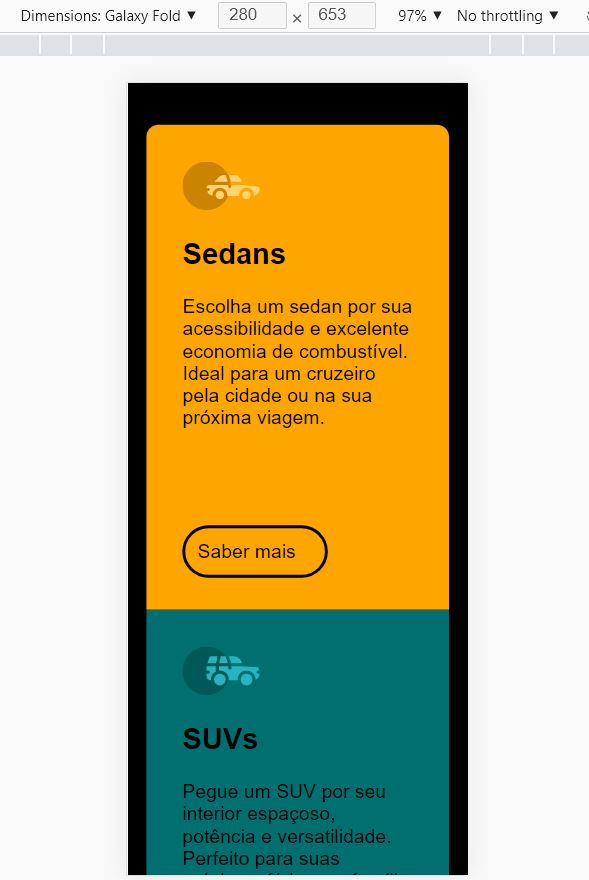 Dimensions: Galaxy Fold ▼ 280 × 653 97% ▼ No throttling ▼
Sedans
Escolha um sedan por sua
acessibilidade e excelente
economia de combustível.
Ideal para um cruzeiro
pela cidade ou na sua
próxima viagem.
Saber mais
SUVs
Pegue um SUV por seu
interior espaçoso,
potência e versatilidade.
Perfeito para suas